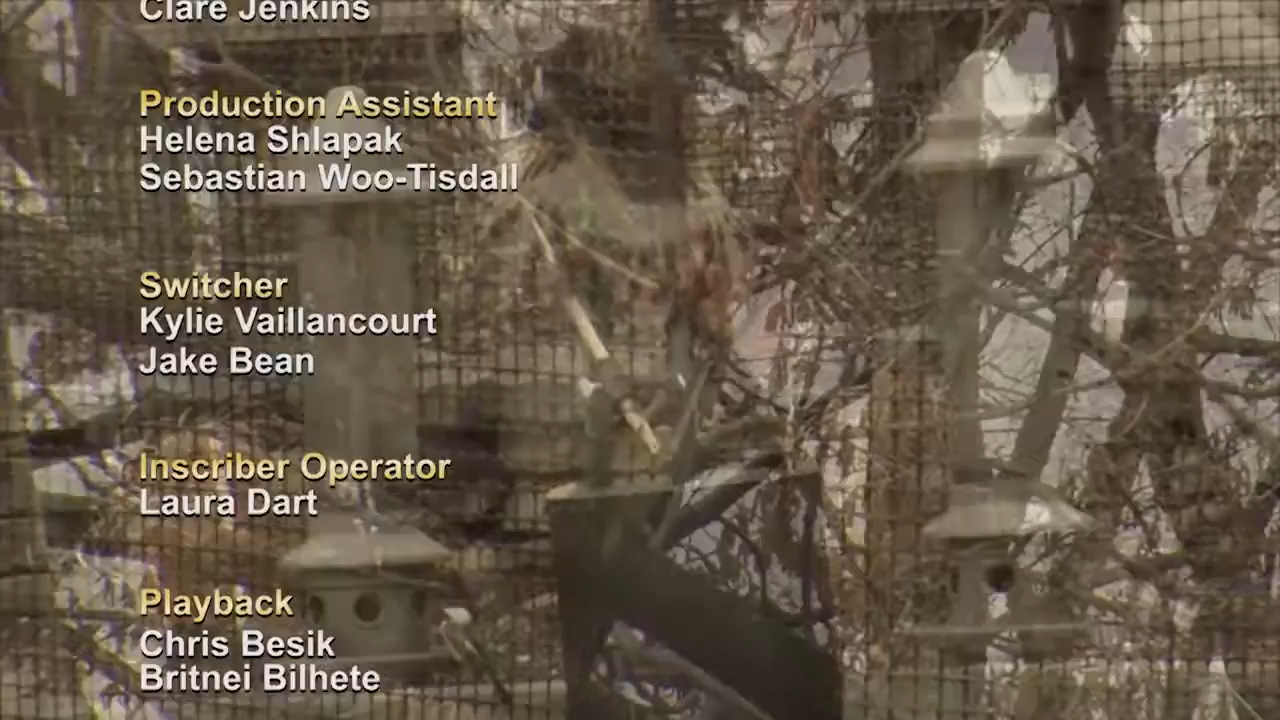 Clare Jenkins
Production Assistant
Helena Shlapak
Sebastian Woo-Tisdall
Switcher
Kylie Vaillancourt
Jake Bean
Inscriber Operator
Laura Dart
Playback
Chris Besik
Britnei Bilhete